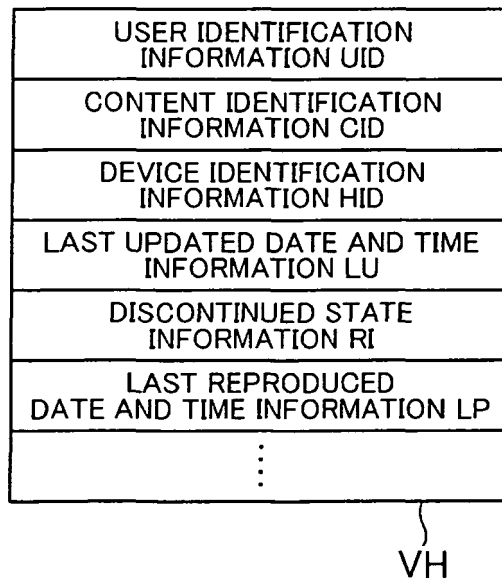 USER IDENTIFICATION
INFORMATION UID
CONTENT IDENTIFICATION
INFORMATION CID
DEVICE IDENTIFICATION
INFORMATION HID
LAST UPDATED DATE AND TIME
INFORMATION LU
DISCONTINUED STATE
INFORMATION RI
LAST REPRODUCED
DATE AND TIME INFORMATION LP
VH